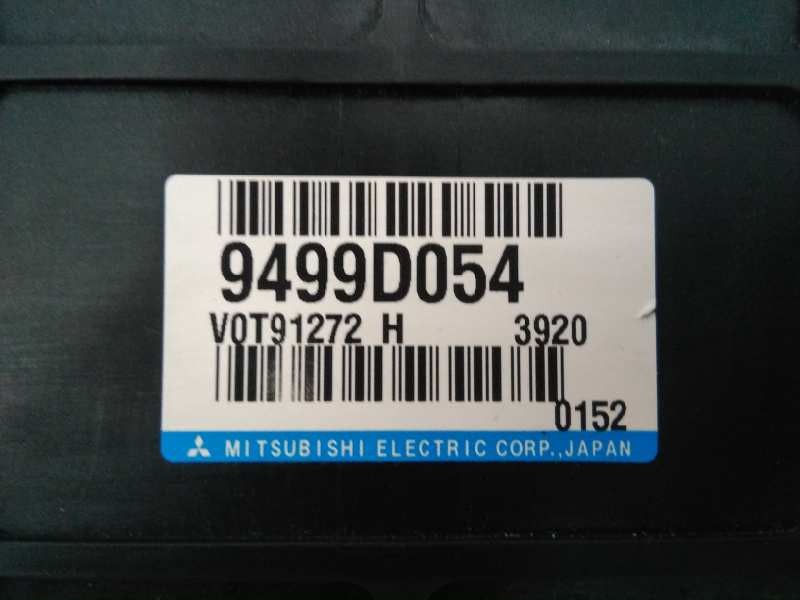 9499D054
V0T91272 H 3920
0152
MITSUBISHI ELECTRIC CORP.,JAPAN